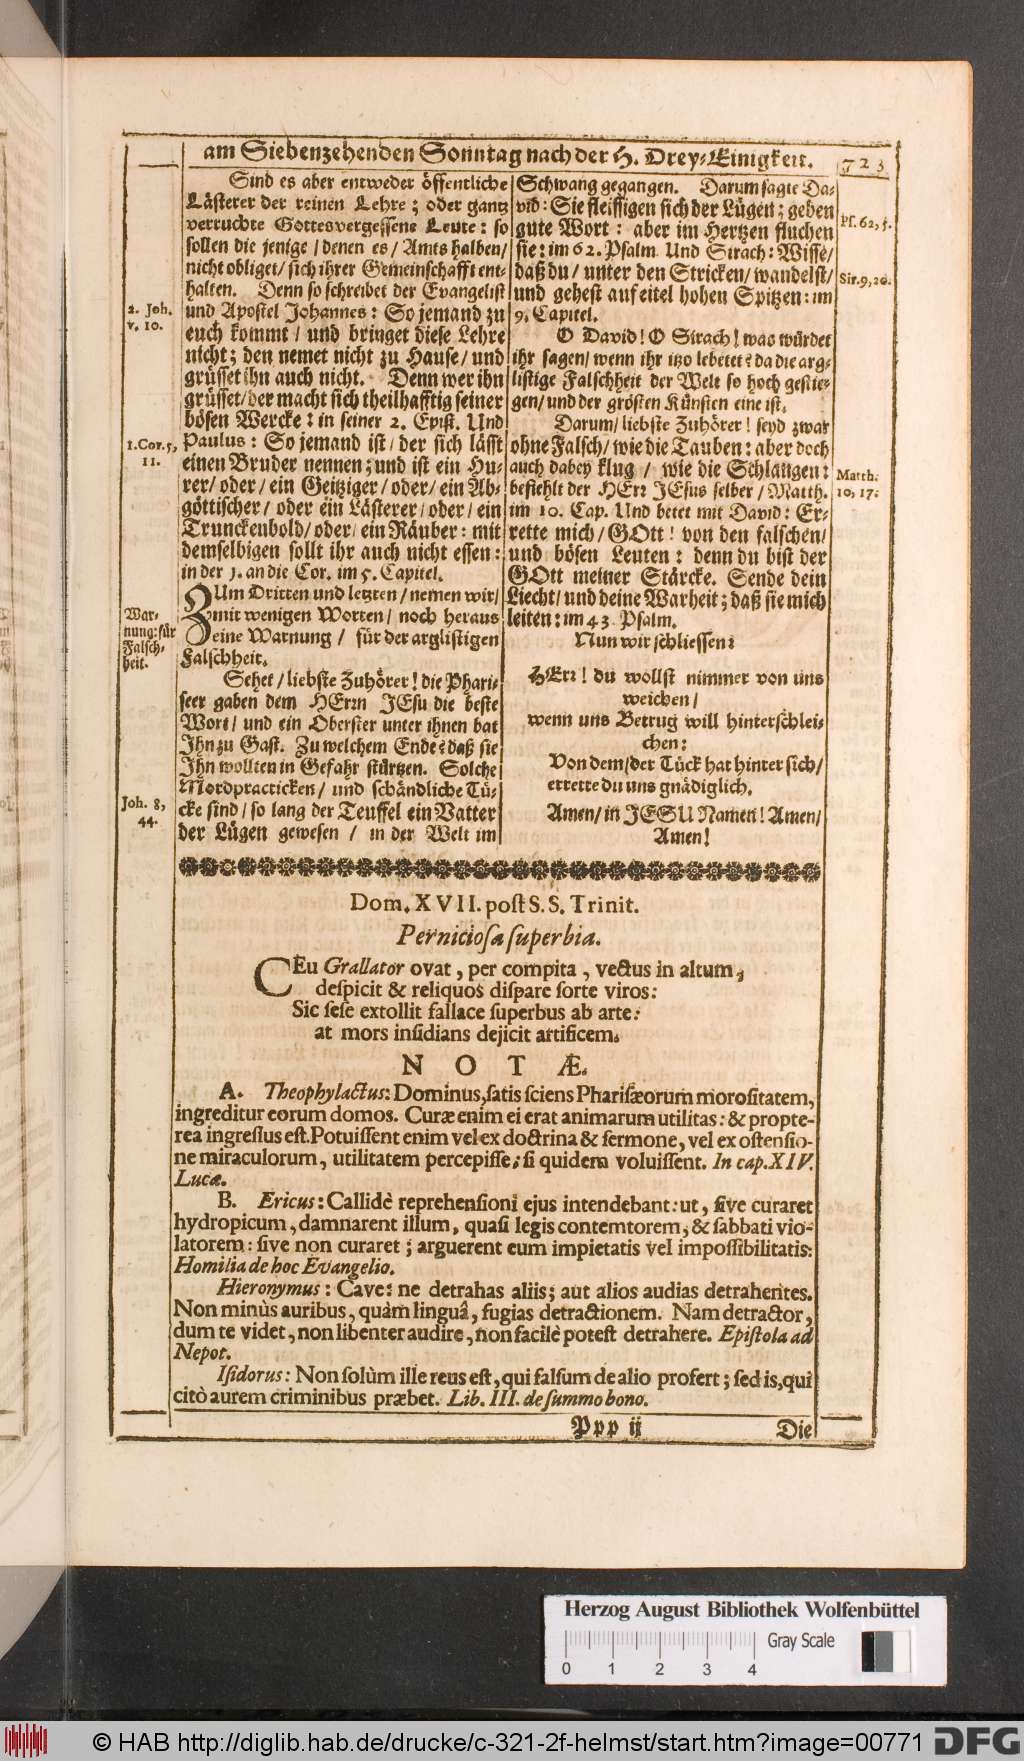 am Siebenzehenden Sonntag nach der H. Drey-Einigkeit.
723
Sind es aber entweder öffentliche
Lästerer der reinen Lehre; oder gantz
verruchte Gottesvergessene Leute: so
sollen die jenige/ denen es/ Amts halben/
nicht obliget/ sich ihrer Gemeinschafft ent-
halten. Denn so schreibet der Evangelist
2. Joh.
v. 10.
und Apostel Johannes: So jemand zu
euch kommt/ und bringet diese Lehre
nicht; den nemet nicht zu Hause/ und
grüsset ihn auch nicht. Denn wer ihn
grüsset/ der macht sich theilhafftig seiner
bösen Wercke: in seiner 2. Epist. Und
1. Cor. 5,
11.
Paulus: So jemand ist/ der sich lässt
einen Bruder nennen; und ist ein Hu-
rer/ oder/ ein Geitziger/ oder/ ein Ab-
göttischer/ oder ein Lästerer/ oder/ ein
Trunckenbold/ oder/ ein Räuber: mit
demselbigen sollt ihr auch nicht essen:
in der 1. an die Cor. im 5. Capitel.
Zum Dritten und letzten/ nemen wir/
mit wenigen Worten/ noch heraus
eine Warnung/ für der arglistigen
Falschheit.
War-
nung: für
Falsch-
heit.
Sehet/ liebste Zuhörer! die Phari-
seer gaben dem HErrn JEsu die beste
Wort/ und ein Oberster unter ihnen bat
Ihn zu Gast. Zu welchem Ende? daß sie
Ihn wollten in Gefahr stürtzen. Solche
Mordpracticken/ und schändliche Tü-
Joh. 8,
44.
cke sind/ so lang der Teuffel ein Vatter
der Lügen gewesen/ in der Welt im
Schwang gegangen. Darum sagte Da-
vid: Sie fleissigen sich der Lügen; geben
gute Wort: aber im Hertzen fluchen
Ps. 62, 5.
sie: im 62. Psalm. Und Sirach: Wisse/
daß du/ unter den Stricken/ wandelst/
Sir. 9, 20.
und gehest auf eitel hohen Spitzen: im
9. Capitel.
O David! O Sirach! was würdet
ihr sagen/ wenn ihr itzo lebetet? da die arg-
listige Falschheit der Welt so hoch gestie-
gen/ und der grösten Künsten eine ist.
Darum/ liebste Zuhörer! seyd zwar
ohne Falsch/ wie die Tauben: aber doch
auch dabey klug/ wie die Schlangen:
befiehlt der HErr JEsus selber/ Matth.
Matth.
10, 17.
im 10. Cap. Und betet mit David: Er-
rette mich/ GOtt! von den falschen/
und bösen Leuten: denn du bist der
GOtt meiner Stärcke. Sende dein
Liecht/ und deine Warheit; daß sie mich
leiten: im 43. Psalm.
Nun wir schliessen:
HErr! du wollst nimmer von uns
weichen/
wenn uns Betrug will hinterschlei-
chen:
Von dem/ der Tück hat hinter sich/
errette du uns gnädiglich.
Amen/ in JESU Namen! Amen/
Amen!
Dom. XVII. post S. S. Trinit.
Perniciosa superbia.
CEu Grallator ovat, per compita, vectus in altum,
despicit & reliquos dispare sorte viros:
Sic sese extollit fallace superbus ab arte:
at mors insidians dejicit artificem.
NOTÆ.
A. Theophylactus: Dominus, satis sciens Pharisæorum morositatem,
ingreditur eorum domos. Curæ enim ei erat animarum utilitas: & propte-
rea ingressus est. Potuissent enim vel ex doctrina & sermone, vel ex ostensio-
ne miraculorum, utilitatem percepisse; si quidem voluissent. In cap. XIV.
Lucæ.
B. Ericus: Callidè reprehensioni ejus intendebant: ut, sive curaret
hydropicum, damnarent illum, quasi legis contemtorem, & sabbati vio-
latorem: sive non curaret; arguerent eum impietatis vel impossibilitatis:
Homilia de hoc Evangelio.
Hieronymus: Cave: ne detrahas aliis; aut alios audias detrahentes.
Non minùs auribus, quàm linguâ, fugias detractionem. Nam detractor,
dum te videt, non libenter audire, non facilè potest detrahere. Epistola ad
Nepot.
Isidorus: Non solùm ille reus est, qui falsum de alio profert; sed is, qui
citò aurem criminibus præbet. Lib. III. de summo bono.
Ppp ij
Die
Herzog August Bibliothek Wolfenbüttel
Gray Scale
0 1 2 3 4
© HAB http://diglib.hab.de/drucke/c-321-2f-helmst/start.htm?image=00771
DFG